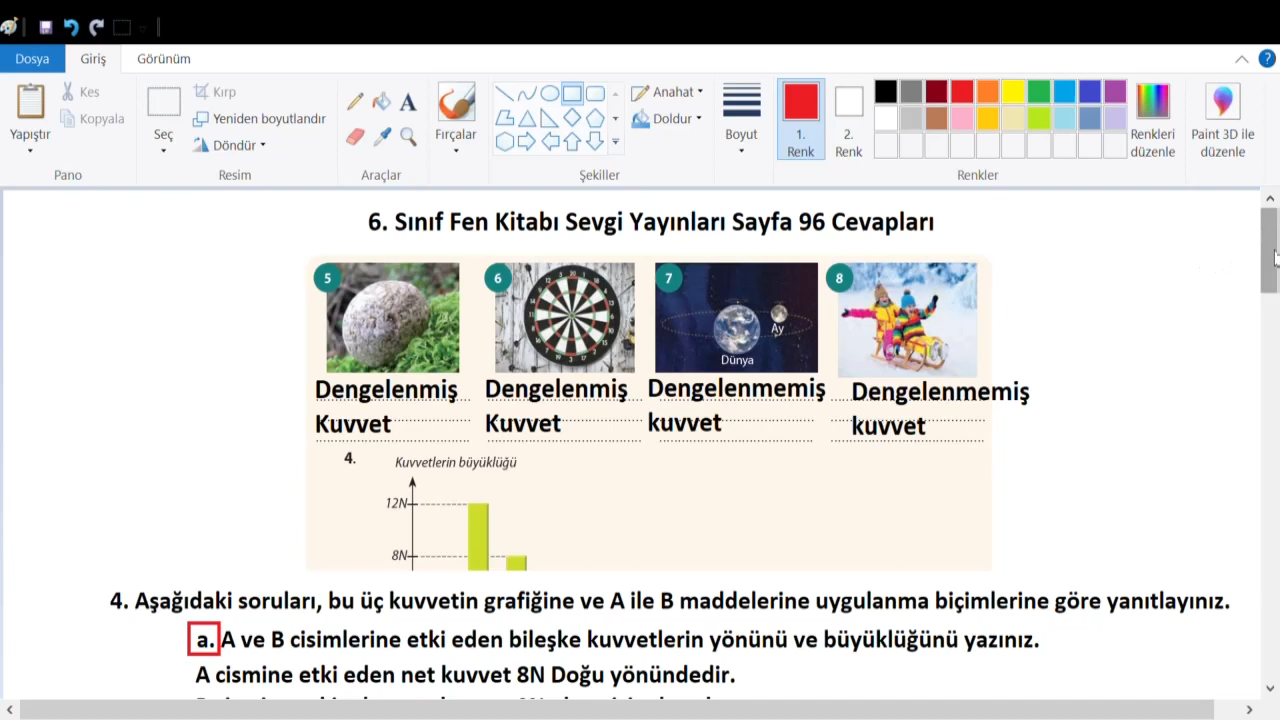 Dosya Giriş Görünüm
Yapıştır
Kes
Kopyala
Pano
Seç
Kırp
Yeniden boyutlandır
Döndür
Resim
Araçlar
Fırçalar
Şekiller
Anahat
Doldur
Boyut
1.
Renk
2.
Renk
Renkler
Renkleri
düzenle
Paint 3D ile
düzenle
6. Sınıf Fen Kitabı Sevgi Yayınları Sayfa 96 Cevapları
5 6 7 8
Ay
Dünya
Dengelenmiş
Kuvvet
Dengelenmiş
Kuvvet
Dengelenmemiş
kuvvet
Dengelenmemiş
kuvvet
4. Kuvvetlerin büyüklüğü
12N
8N
4. Aşağıdaki soruları, bu üç kuvvetin grafiğine ve A ile B maddelerine uygulanma biçimlerine göre yanıtlayınız.
a. A ve B cisimlerine etki eden bileşke kuvvetlerin yönünü ve büyüklüğünü yazınız.
A cismine etki eden net kuvvet 8N Doğu yönündedir.